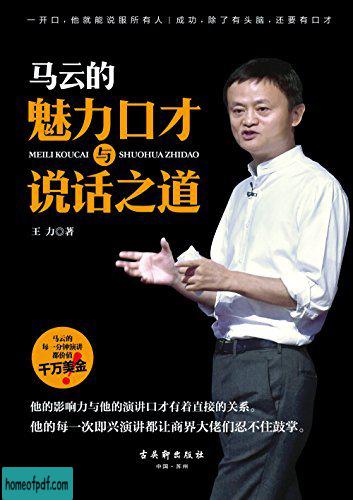 一开口，他就能说服所有人 | 成功，除了有头脑，还要有口才
马云的
魅力口才
MEILI KOUCAI 与 SHUOHUA ZHIDAO
说话之道
王 力◎著
马云的
每一分钟演讲
都价值
千万美金!
他的影响力与他的演讲口才有着直接的关系。
他的每一次即兴演讲都让商界大佬们忍不住鼓掌。
古吴轩出版社
中国·苏州
homeofpdf.com